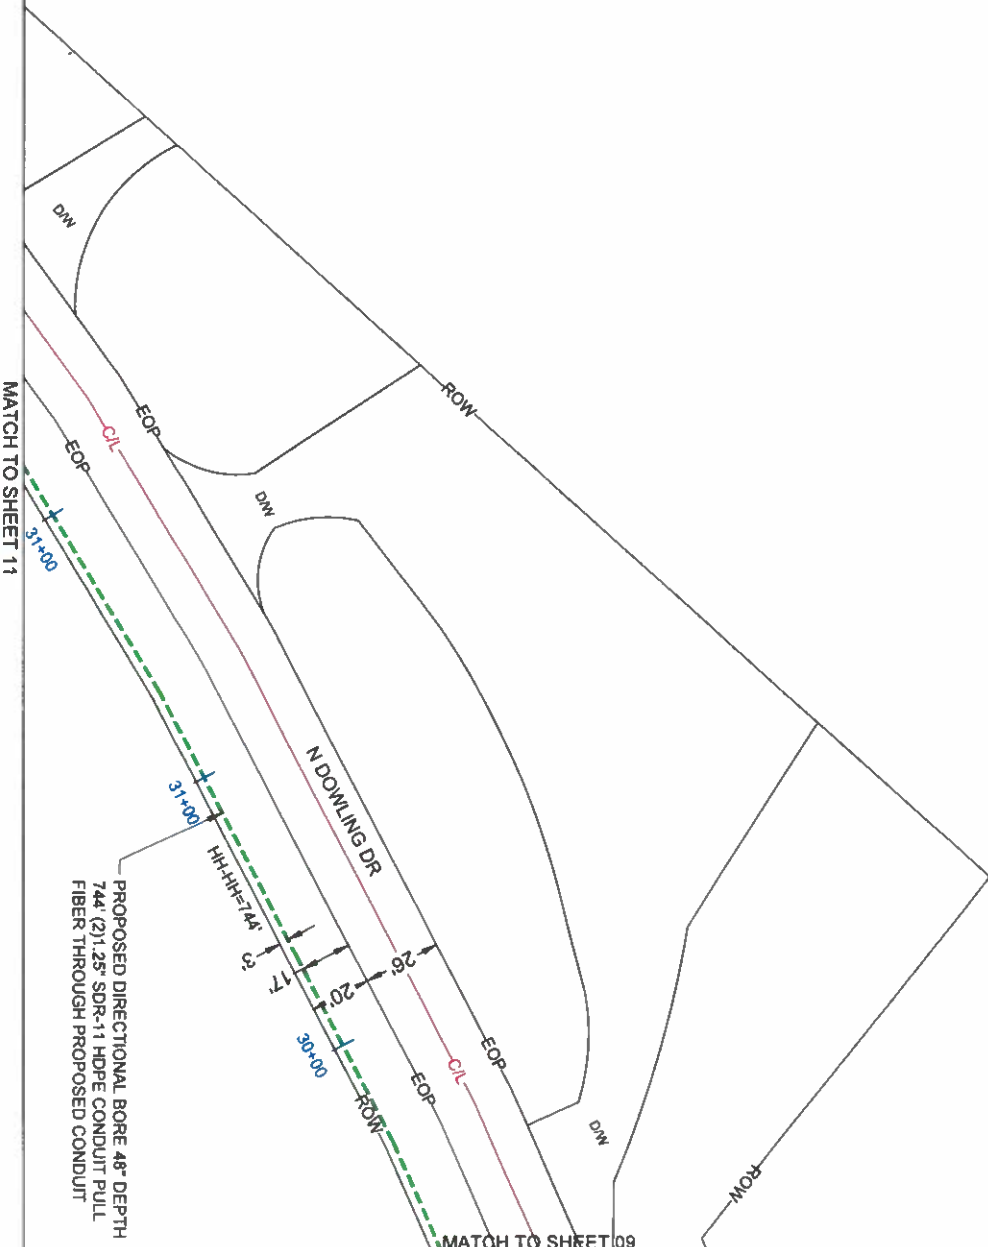 ROW
D/W
EOP
C/L
EOP
D/W
MATCH TO SHEET 11
31+00
N DOWLING DR
31+00
HH-HH=744'
3'
17'
20'
26'
30+00
EOP
C/L
EOP
ROW
D/W
ROW
PROPOSED DIRECTIONAL BORE 48" DEPTH
744' (2)1.25" SDR-11 HDPE CONDUIT PULL
FIBER THROUGH PROPOSED CONDUIT
MATCH TO SHEET 09